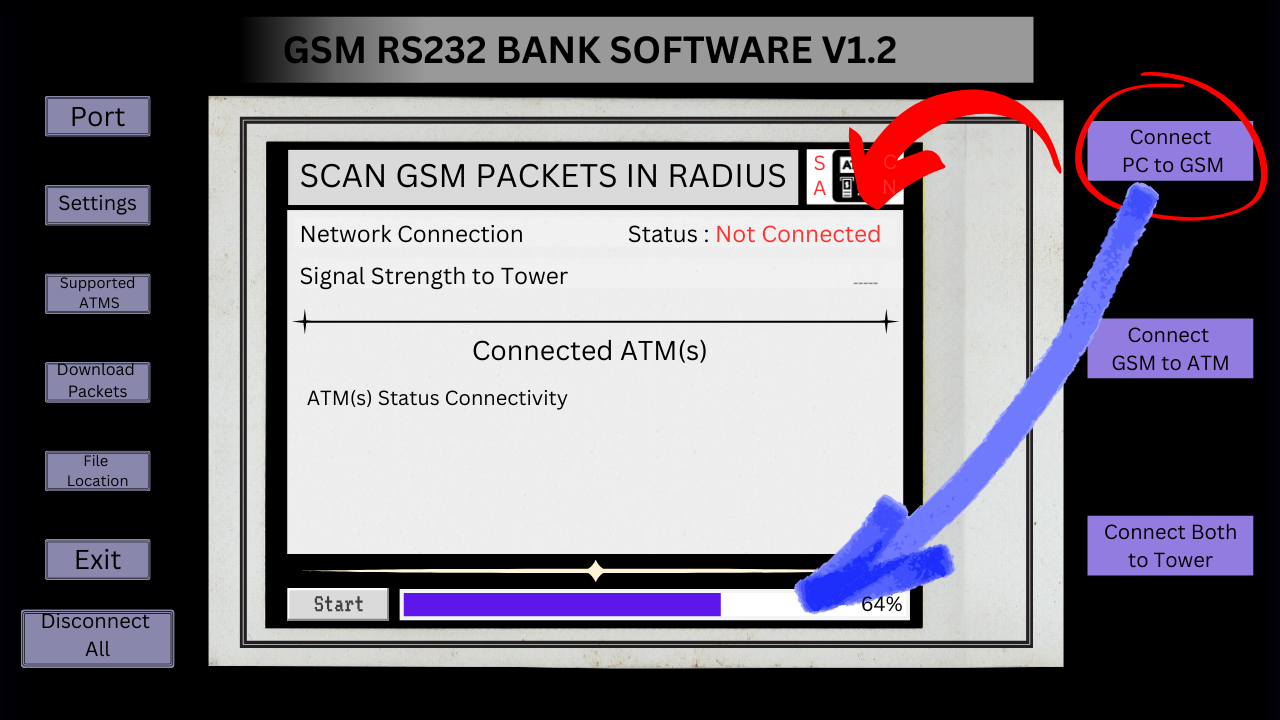 GSM RS232 BANK SOFTWARE V1.2
Port
Settings
Supported
ATMS
Download
Packets
File
Location
Exit
Disconnect
All
SCAN GSM PACKETS IN RADIUS
S C
A N
Network Connection
Status : Not Connected
Signal Strength to Tower
-----
Connected ATM(s)
ATM(s) Status Connectivity
Start
64%
Connect
PC to GSM
Connect
GSM to ATM
Connect Both
to Tower